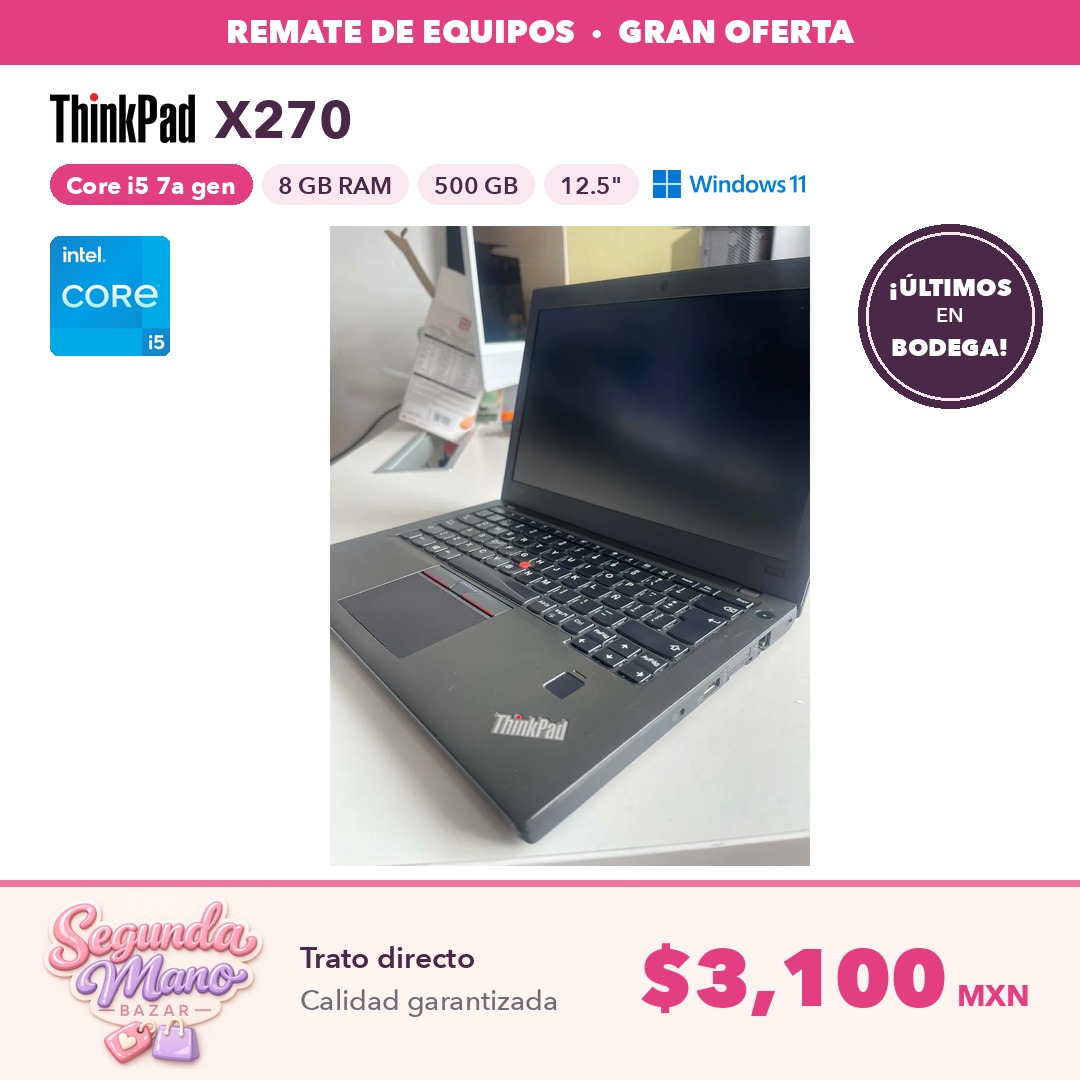 REMATE DE EQUIPOS • GRAN OFERTA
ThinkPad X270
Core i5 7a gen
8 GB RAM
500 GB
12.5"
Windows 11
intel.
CORE
i5
¡ÚLTIMOS
EN
BODEGA!
ThinkPad
Segunda
Mano
BAZAR
Trato directo
Calidad garantizada
$3,100 MXN